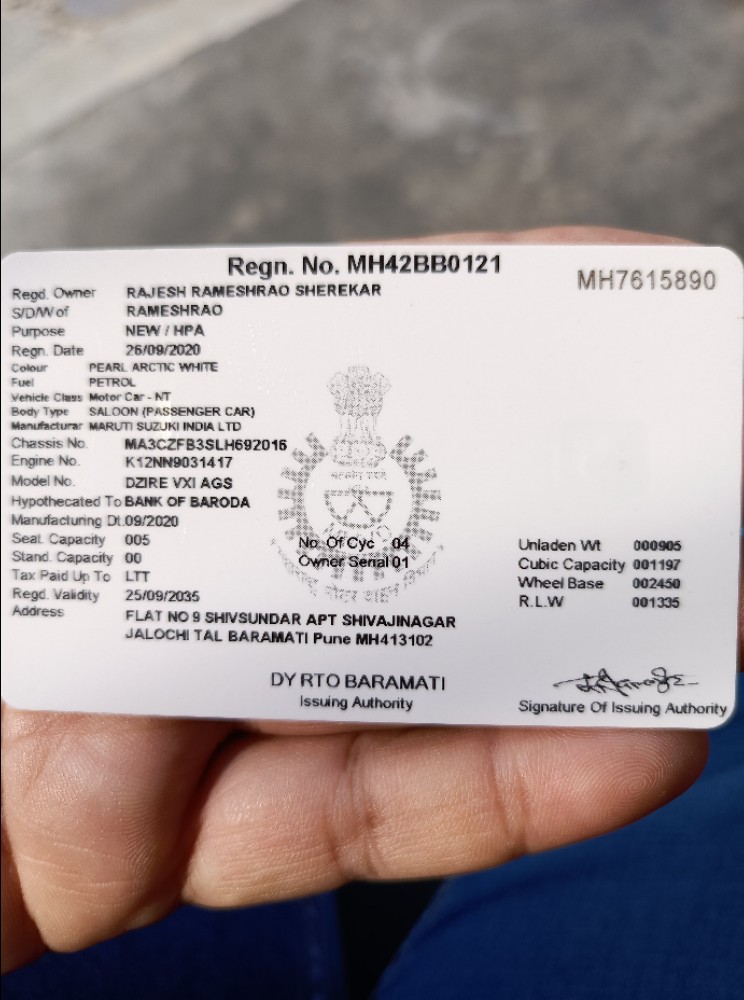 Regn. No. MH42BB0121
MH7615890
Regd. Owner RAJESH RAMESHRAO SHEREKAR
S/D/W of RAMESHRAO
Purpose NEW / HPA
Regn. Date 26/09/2020
Colour PEARL ARCTIC WHITE
Fuel PETROL
Vehicle Class Motor Car - NT
Body Type SALOON (PASSENGER CAR)
Manufacturar MARUTI SUZUKI INDIA LTD
Chassis No. MA3CZFB3SLH692016
Engine No. K12NN9031417
Model No. DZIRE VXI AGS
Hypothecated To BANK OF BARODA
Manufacturing Dt. 09/2020
Seat. Capacity 005
Stand. Capacity 00
Tax Paid Up To LTT
Regd. Validity 25/09/2035
No. Of Cyc 04
Owner Serial 01
Unladen Wt 000905
Cubic Capacity 001197
Wheel Base 002450
R.L.W 001335
Address FLAT NO 9 SHIVSUNDAR APT SHIVAJINAGAR
JALOCHI TAL BARAMATI Pune MH413102
DY RTO BARAMATI
Issuing Authority
Signature Of Issuing Authority